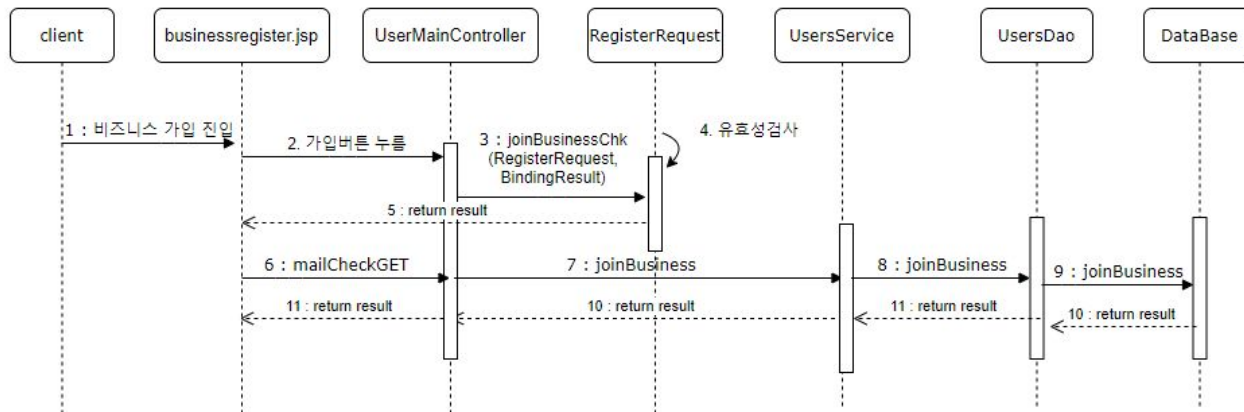 client
businessregister.jsp
UserMainController
RegisterRequest
UsersService
UsersDao
DataBase
1 : 비즈니스 가입 진입
2. 가입버튼 누름
3 : joinBusinessChk
(RegisterRequest,
BindingResult)
4. 유효성검사
5 : return result
6 : mailCheckGET
7 : joinBusiness
8 : joinBusiness
9 : joinBusiness
11 : return result
10 : return result
11 : return result
10 : return result